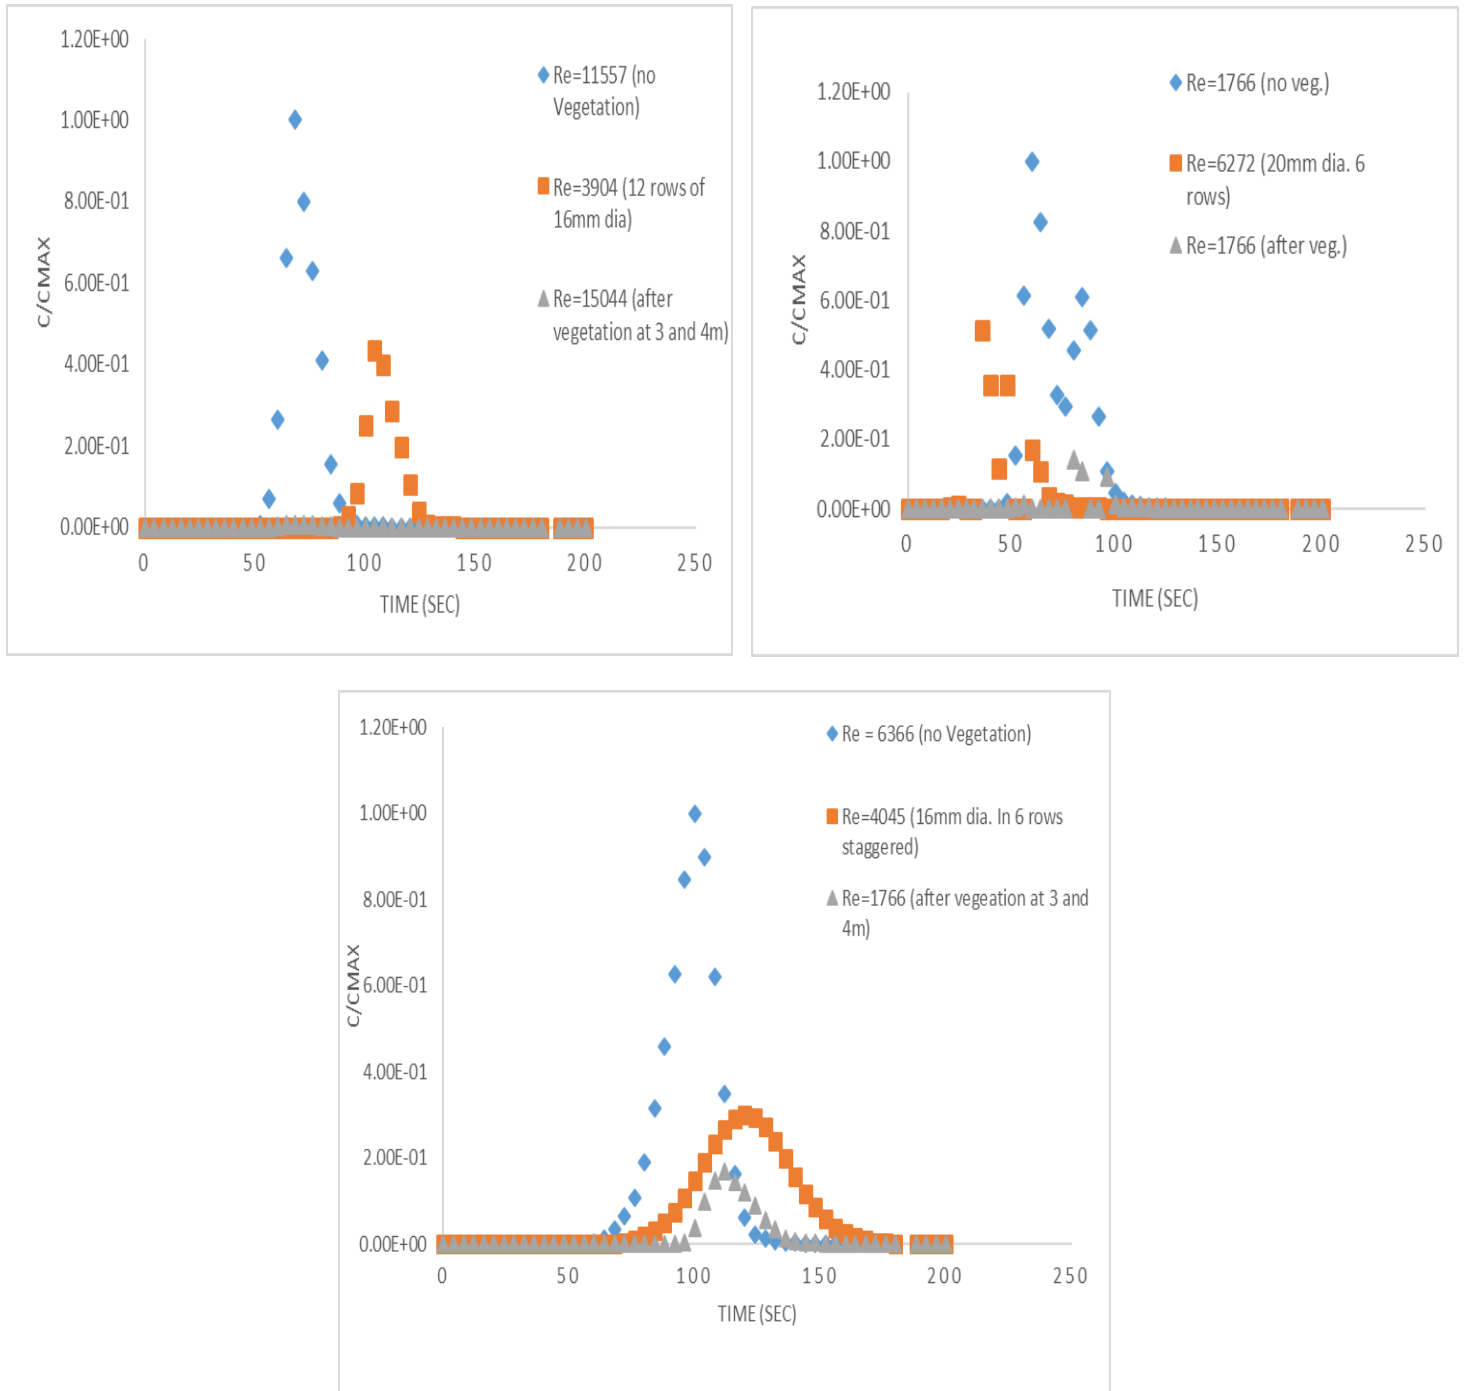 1.20E+00
1.00E+00
8.00E-01
6.00E-01
4.00E-01
2.00E-01
0.00E+00
C/CMAX
0
50
100
150
200
250
TIME (SEC)
Re=11557 (no
Vegetation)
Re=3904 (12 rows of
16mm dia)
Re=15044 (after
vegetation at 3 and 4m)
1.20E+00
1.00E+00
8.00E-01
6.00E-01
4.00E-01
2.00E-01
0.00E+00
C/CMAX
0
50
100
150
200
250
TIME (SEC)
Re=1766 (no veg.)
Re=6272 (20mm dia. 6
rows)
Re=1766 (after veg.)
1.20E+00
1.00E+00
8.00E-01
6.00E-01
4.00E-01
2.00E-01
0.00E+00
C/CMAX
0
50
100
150
200
250
TIME (SEC)
Re = 6366 (no Vegetation)
Re=4045 (16mm dia. In 6 rows
staggered)
Re=1766 (after vegeation at 3 and
4m)